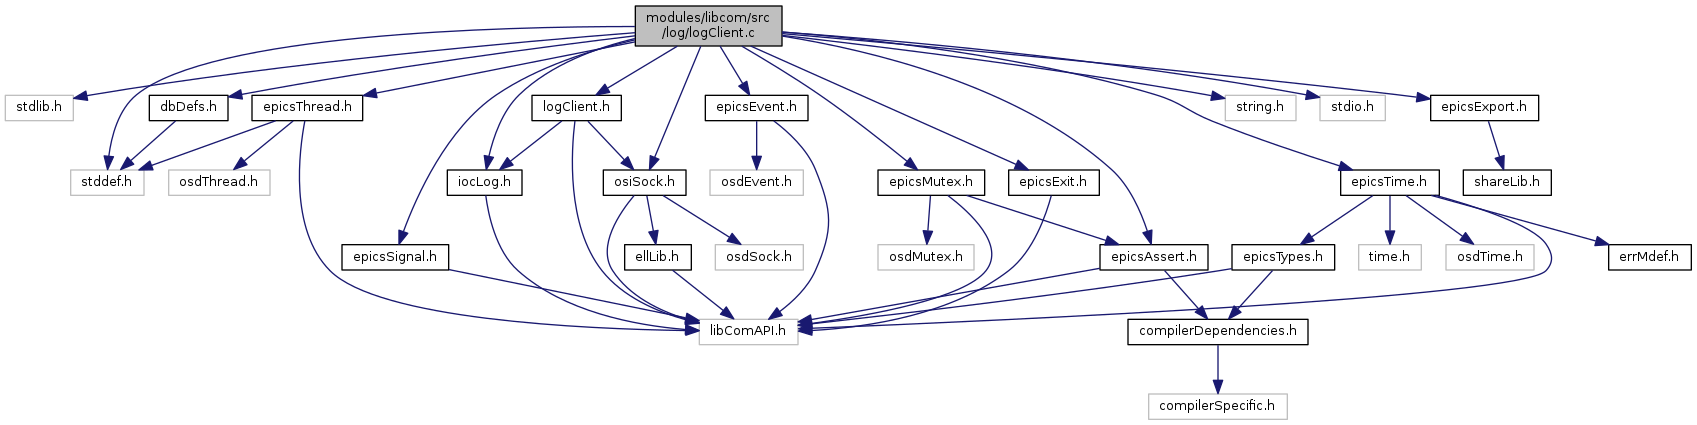 modules/libcom/src
/log/logClient.c
stdlib.h
dbDefs.h
epicsThread.h
logClient.h
epicsEvent.h
string.h
stdio.h
epicsExport.h
stddef.h
osdThread.h
iocLog.h
osiSock.h
osdEvent.h
epicsMutex.h
epicsExit.h
epicsTime.h
shareLib.h
epicsSignal.h
ellLib.h
osdSock.h
osdMutex.h
epicsAssert.h
epicsTypes.h
time.h
osdTime.h
errMdef.h
libComAPI.h
compilerDependencies.h
compilerSpecific.h